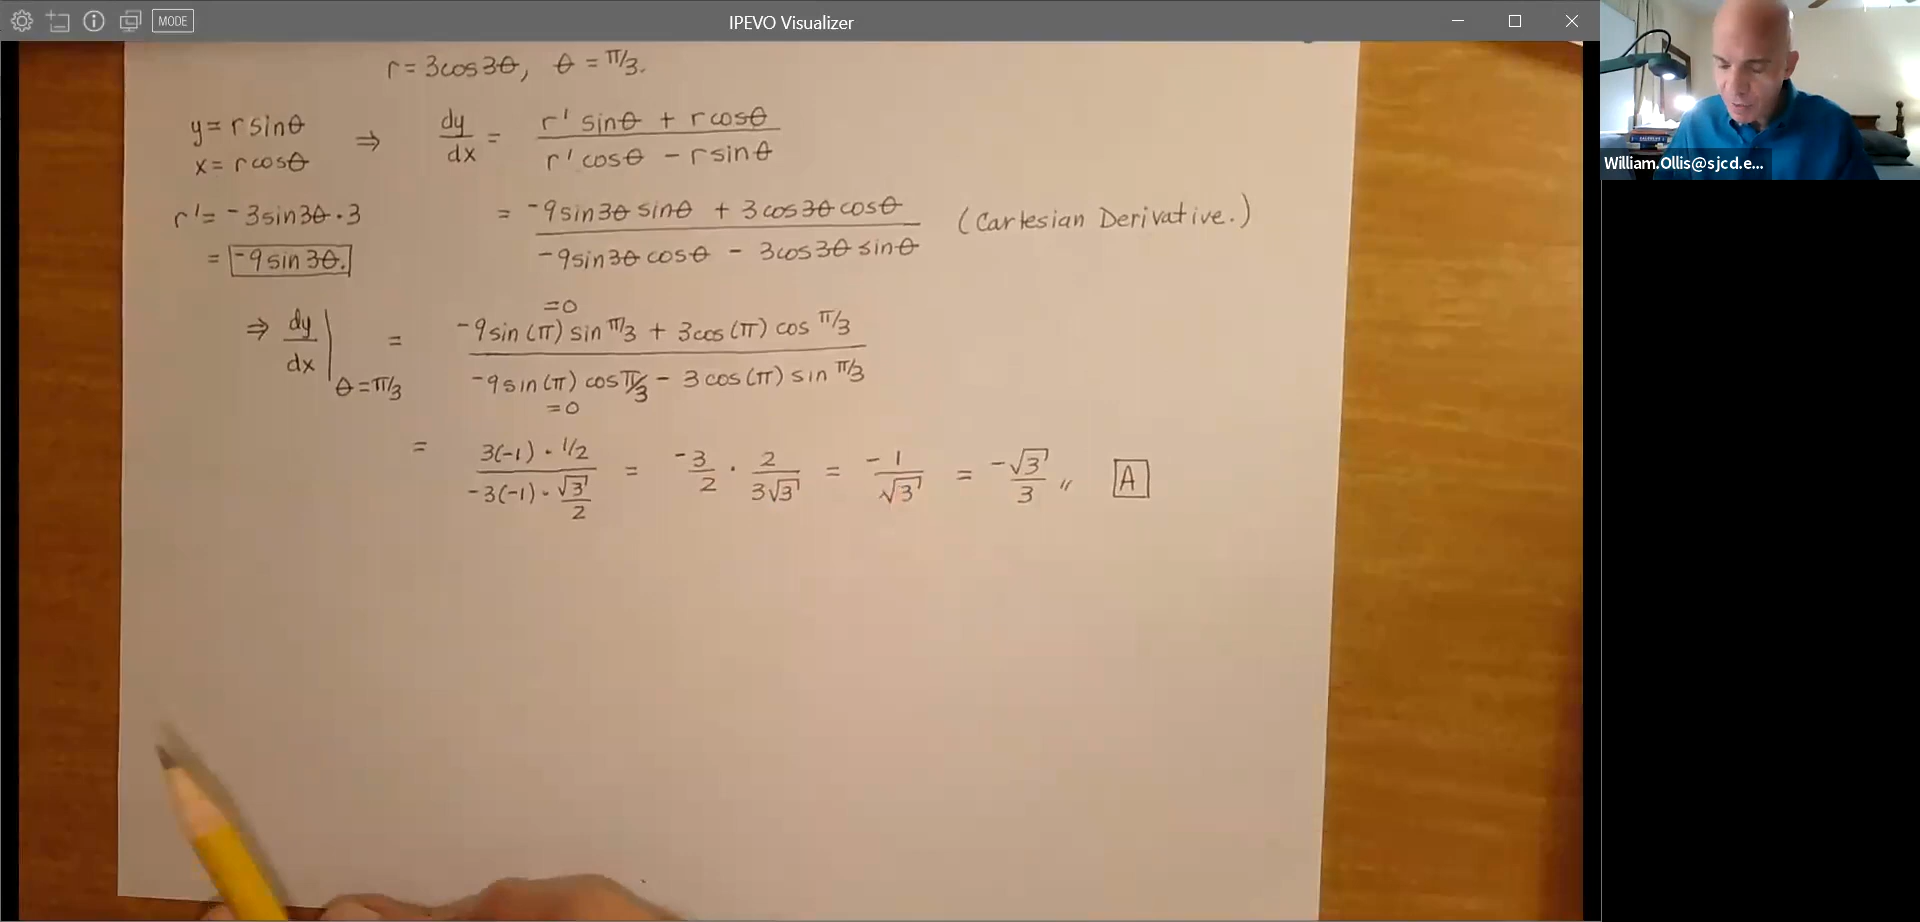 MODE
IPEVO Visualizer
r = 3cos3θ, θ = π/3.
y = r sinθ
x = r cosθ
⇒ dy/dx = (r' sinθ + r cosθ)/(r' cosθ - r sinθ)
r' = -3sin3θ · 3
= -9sin3θ.
= (-9sin3θ sinθ + 3cos3θ cosθ)/(-9sin3θ cosθ - 3cos3θ sinθ) (Cartesian Derivative.)
=0
⇒ dy/dx | θ = π/3 = (-9sin(π) sin π/3 + 3cos(π) cos π/3)/(-9sin(π) cos π/3 - 3cos(π) sin π/3)
=0
= (3(-1) · 1/2)/(-3(-1) · √3/2) = -3/2 · 2/3√3 = -1/√3 = -√3/3 〃 A
William.Ollis@sjcd.e...